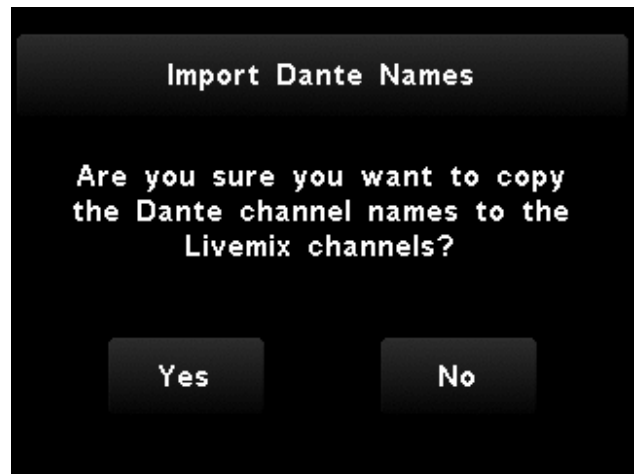 Import Dante Names
Are you sure you want to copy
the Dante channel names to the
Livemix channels?
Yes
No